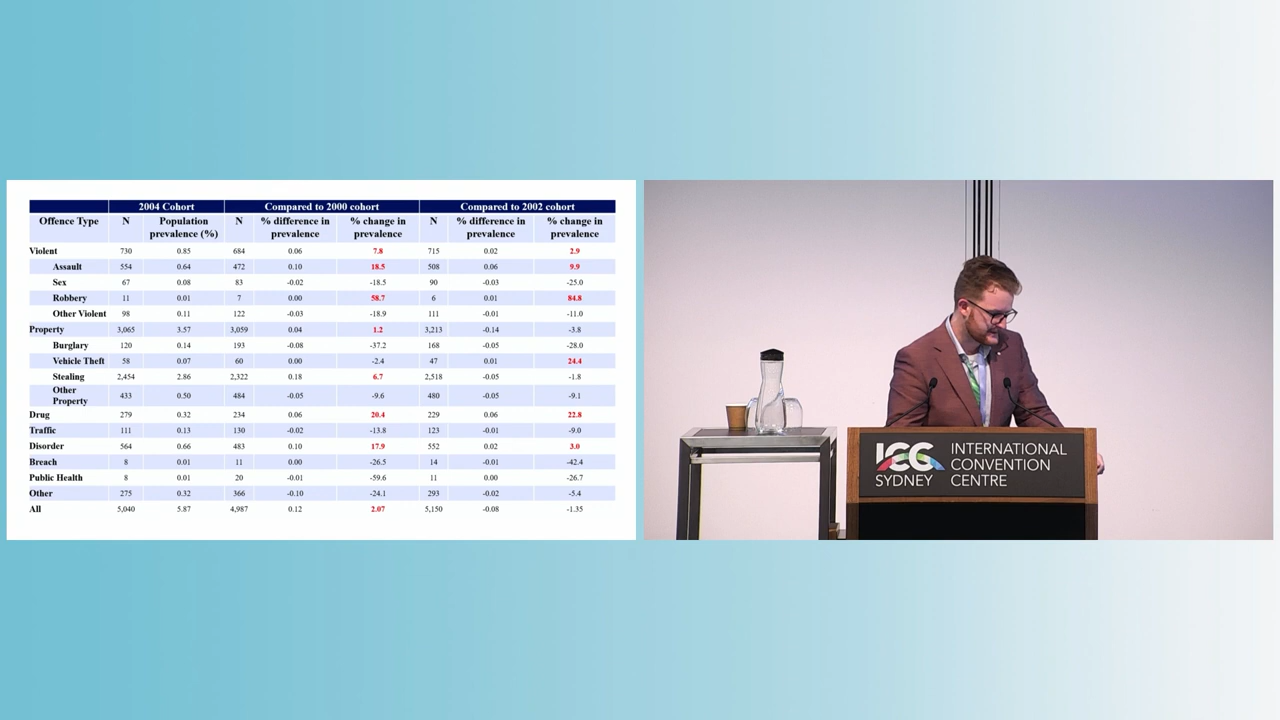 2004 Cohort Compared to 2000 cohort Compared to 2002 cohort
Offence Type N Population prevalence (%) N % difference in prevalence % change in prevalence N % difference in prevalence % change in prevalence
Violent 730 0.85 684 0.06 7.8 715 0.02 2.9
Assault 554 0.64 472 0.10 18.5 508 0.06 9.9
Sex 67 0.08 83 -0.02 -18.5 90 -0.03 -25.0
Robbery 11 0.01 7 0.00 58.7 6 0.01 84.8
Other Violent 98 0.11 122 -0.03 -18.9 111 -0.01 -11.0
Property 3,065 3.57 3,059 0.04 1.2 3,213 -0.14 -3.8
Burglary 120 0.14 193 -0.08 -37.2 168 -0.05 -28.0
Vehicle Theft 58 0.07 60 0.00 -2.4 47 0.01 24.4
Stealing 2,454 2.86 2,322 0.18 6.7 2,518 -0.05 -1.8
Other Property 433 0.50 484 -0.05 -9.6 480 -0.05 -9.1
Drug 279 0.32 234 0.06 20.4 229 0.06 22.8
Traffic 111 0.13 130 -0.02 -13.8 123 -0.01 -9.0
Disorder 564 0.66 483 0.10 17.9 552 0.02 3.0
Breach 8 0.01 11 0.00 -26.5 14 -0.01 -42.4
Public Health 8 0.01 20 -0.01 -59.6 11 0.00 -26.7
Other 275 0.32 366 -0.10 -24.1 293 -0.02 -5.4
All 5,040 5.87 4,987 0.12 2.07 5,150 -0.08 -1.35
ICC
SYDNEY
INTERNATIONAL
CONVENTION
CENTRE